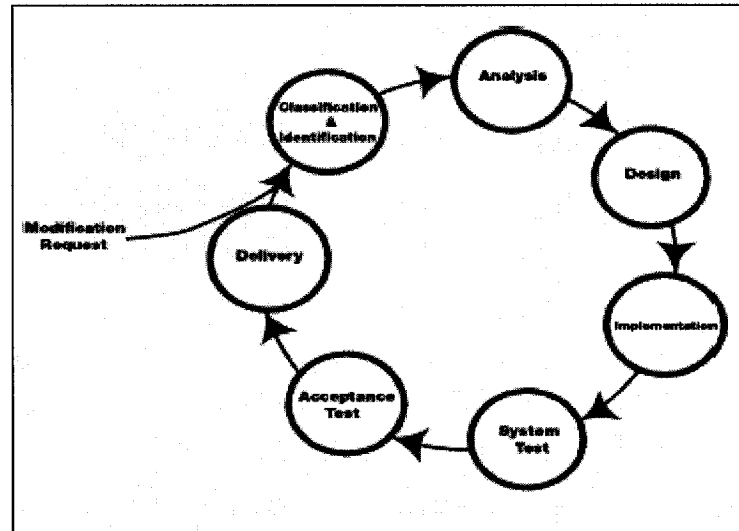 Analysis
Classification
&
Identification
Design
Modification
Request
Delivery
Implementation
Acceptance
Test
System
Test